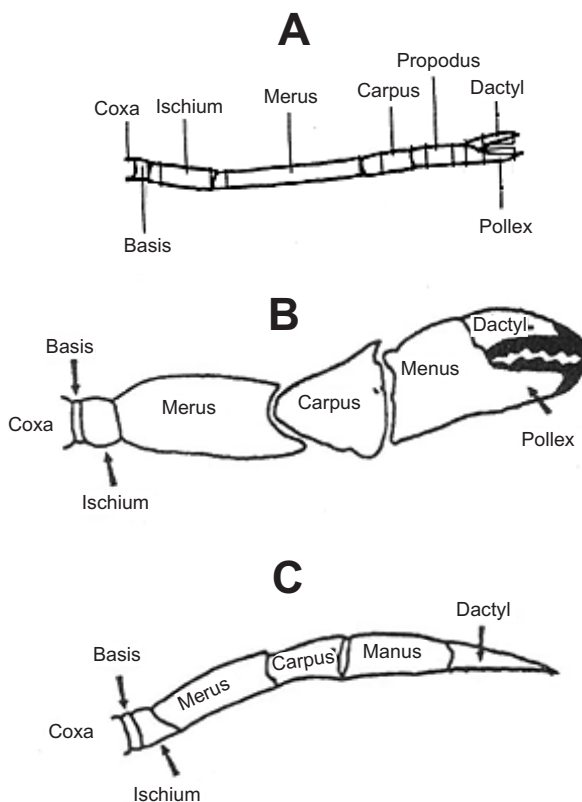 A
Propodus
Coxa Ischium Merus Carpus Dactyl
Basis
Pollex
B
Basis
Dactyl
Menus
Merus
Carpus
Coxa
Pollex
Ischium
C
Dactyl
Basis
Carpus Manus
Merus
Coxa
Ischium